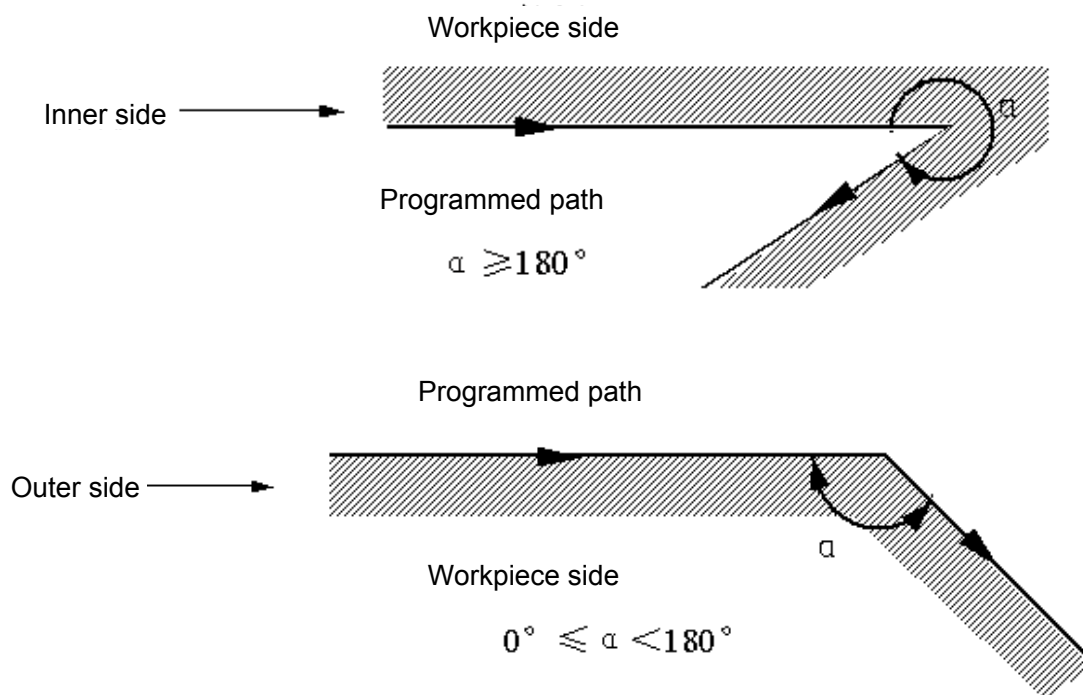 Workpiece side
Inner side
α
Programmed path
α ≥180°
Programmed path
Outer side
α
Workpiece side
0° ≤ α <180°